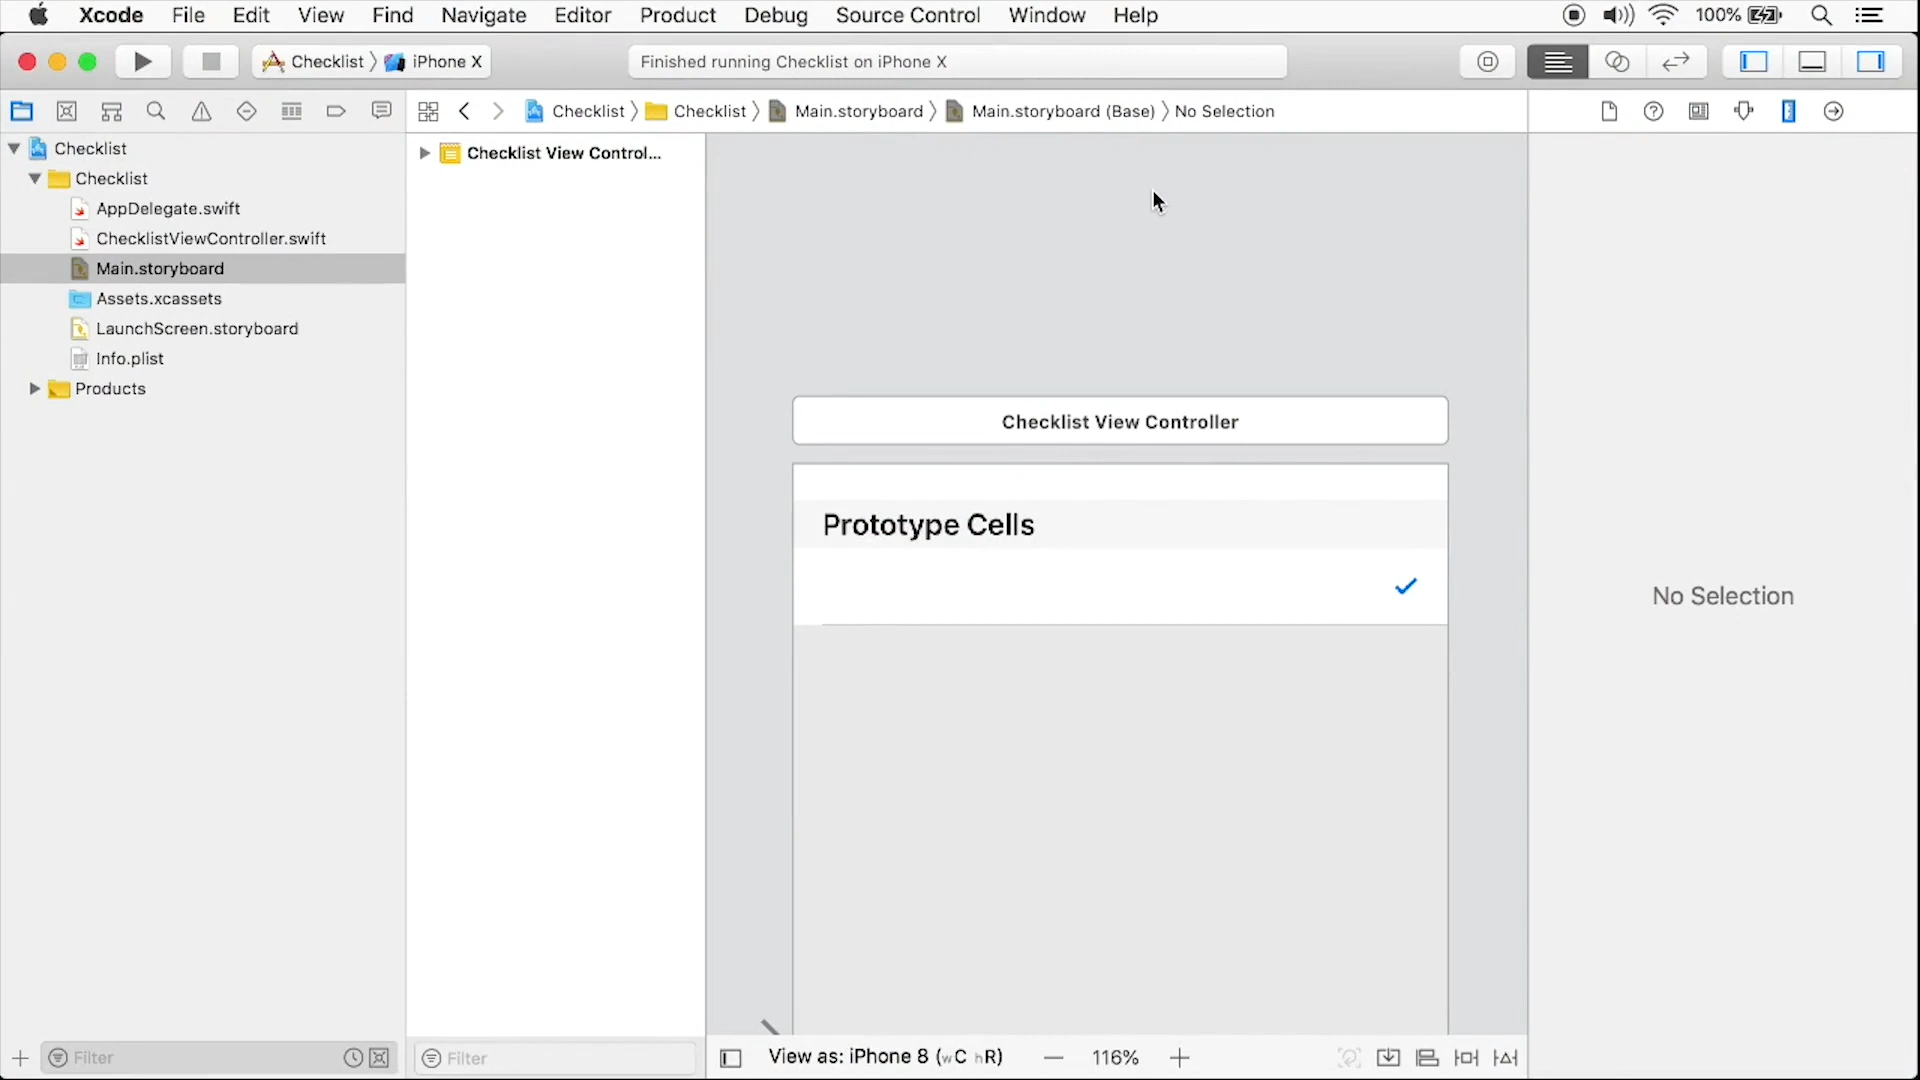 Xcode File Edit View Find Navigate Editor Product Debug Source Control Window Help 100%
Checklist iPhone X Finished running Checklist on iPhone X
Checklist Checklist Main.storyboard Main.storyboard (Base) No Selection
Checklist
Checklist
AppDelegate.swift
ChecklistViewController.swift
Main.storyboard
Assets.xcassets
LaunchScreen.storyboard
Info.plist
Products
Checklist View Control...
Checklist View Controller
Prototype Cells
No Selection
Filter
Filter
View as: iPhone 8 (wC hR) 116%